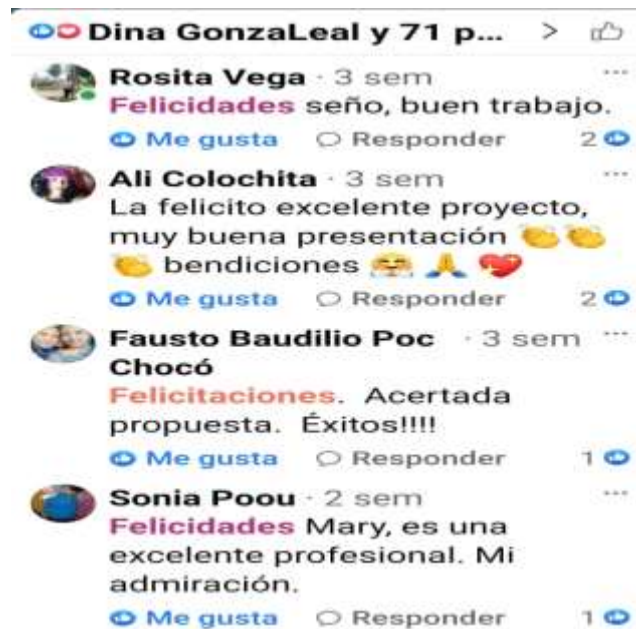 Dina GonzaLeal y 71 p... >
Rosita Vega · 3 sem ...
Felicidades seño, buen trabajo.
Me gusta Responder 2
Ali Colochita · 3 sem ...
La felicito excelente proyecto,
muy buena presentación 👏👏
👏 bendiciones 🤗🙏💖
Me gusta Responder 2
Fausto Baudilio Poc · 3 sem ...
Chocó
Felicitaciones. Acertada
propuesta. Éxitos!!!!
Me gusta Responder 1
Sonia Poou · 2 sem ...
Felicidades Mary, es una
excelente profesional. Mi
admiración.
Me gusta Responder 1